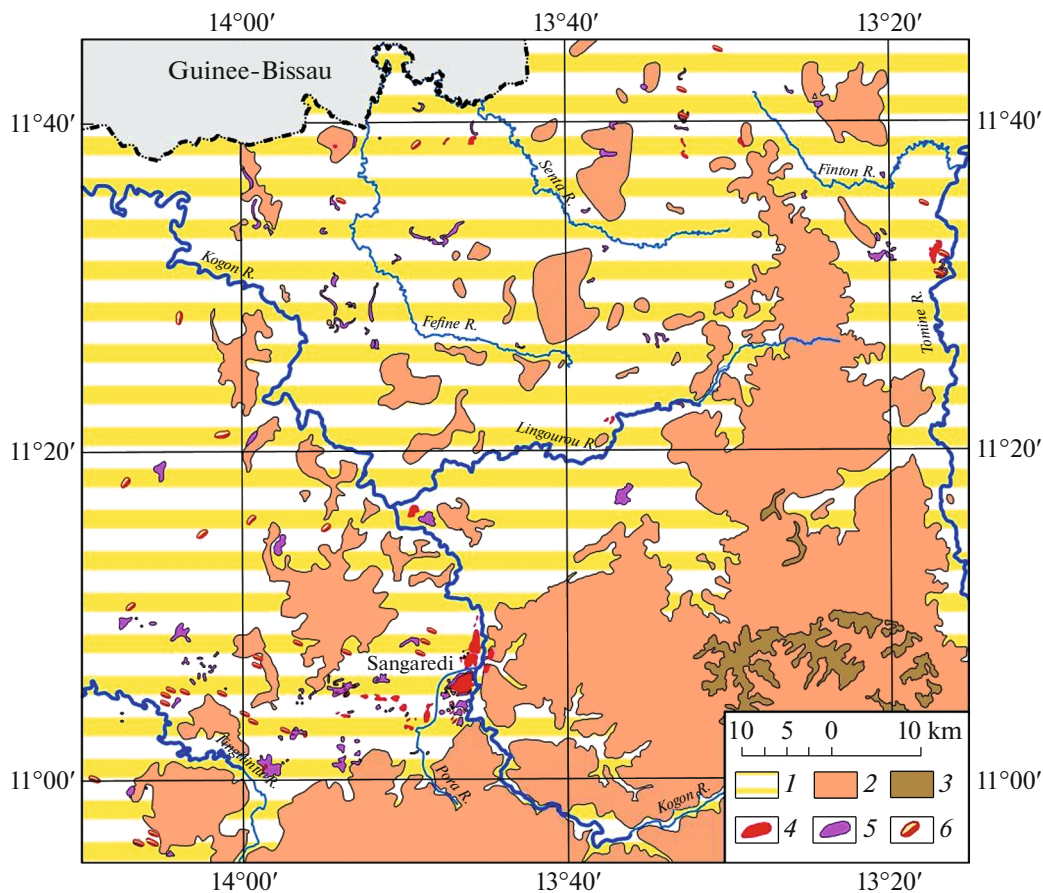 14°00′ 13°40′ 13°20′
Guinee-Bissau
11°40′ 11°40′
Senta R.
Finton R.
Kogon R.
Tomine R.
Fefine R.
Lingourou R.
11°20′ 11°20′
Sangaredi
10 5 0 10 km
Pora R.
11°00′ 11°00′
1 2 3
Kogon R.
4 5 6
14°00′ 13°40′ 13°20′